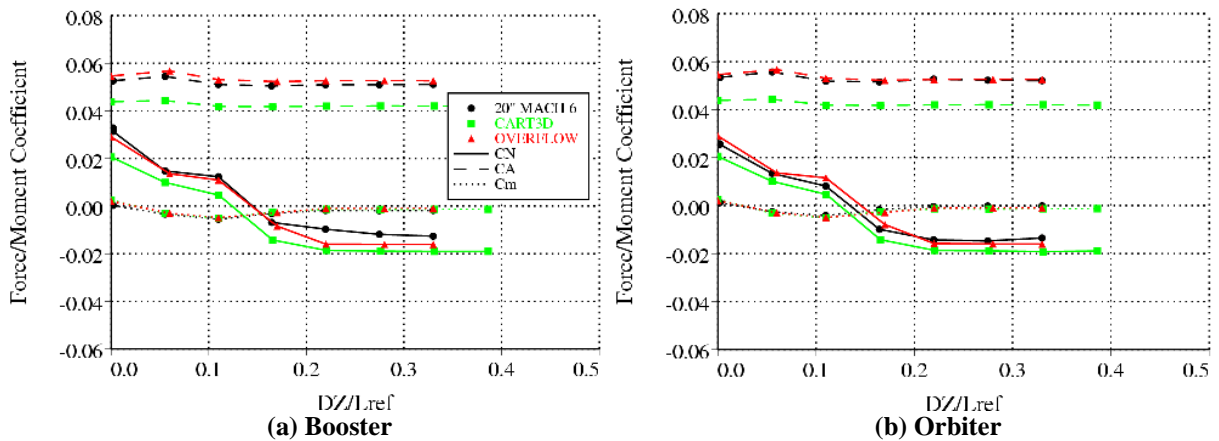 0.08
0.06
0.04
0.02
0.00
-0.02
-0.04
-0.06
Force/Moment Coefficient
0.0 0.1 0.2 0.3 0.4 0.5
DZ/Lref
20" MACH 6
CART3D
OVERFLOW
CN
CA
Cm
(a) Booster
0.08
0.06
0.04
0.02
0.00
-0.02
-0.04
-0.06
Force/Moment Coefficient
0.0 0.1 0.2 0.3 0.4 0.5
DZ/Lref
(b) Orbiter